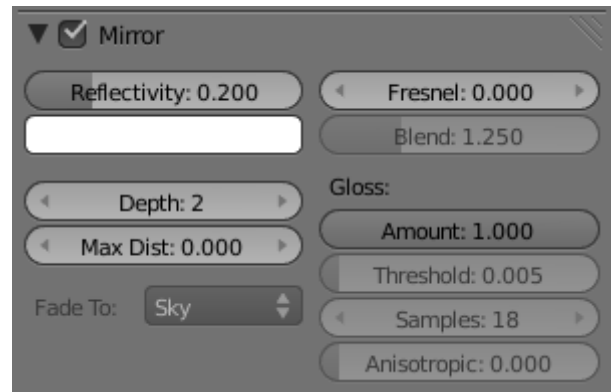 Mirror
Reflectivity: 0.200
Fresnel: 0.000
Blend: 1.250
Depth: 2
Max Dist: 0.000
Fade To: Sky
Gloss:
Amount: 1.000
Threshold: 0.005
Samples: 18
Anisotropic: 0.000